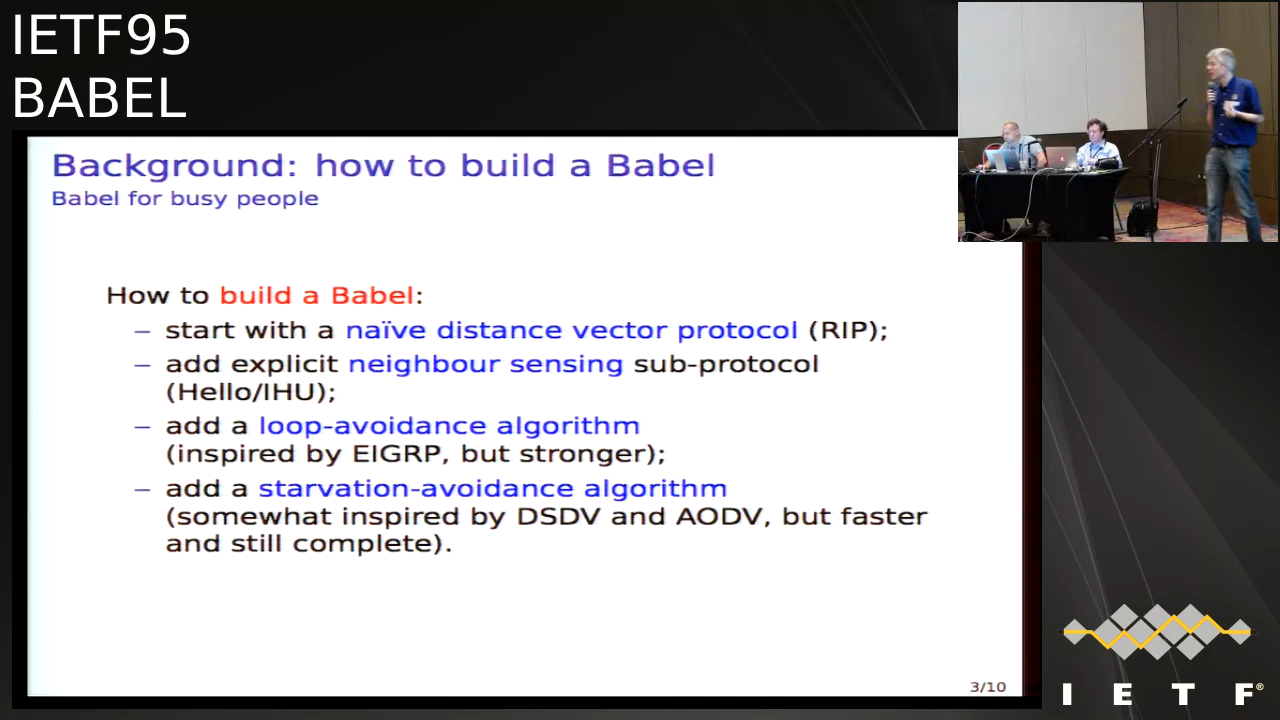 IETF95
BABEL
Background: how to build a Babel
Babel for busy people
How to build a Babel:
– start with a naïve distance vector protocol (RIP);
– add explicit neighbour sensing sub-protocol
(Hello/IHU);
– add a loop-avoidance algorithm
(inspired by EIGRP, but stronger);
– add a starvation-avoidance algorithm
(somewhat inspired by DSDV and AODV, but faster
and still complete).
3/10
I E T F®